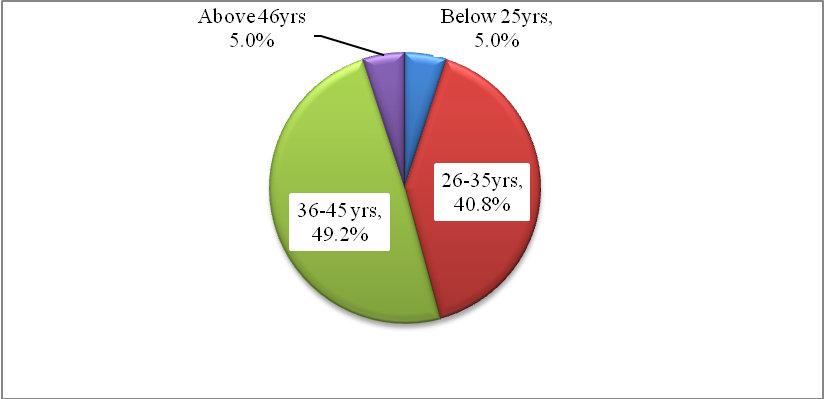 Above 46yrs
5.0%
Below 25yrs,
5.0%
26-35yrs,
40.8%
36-45 yrs,
49.2%